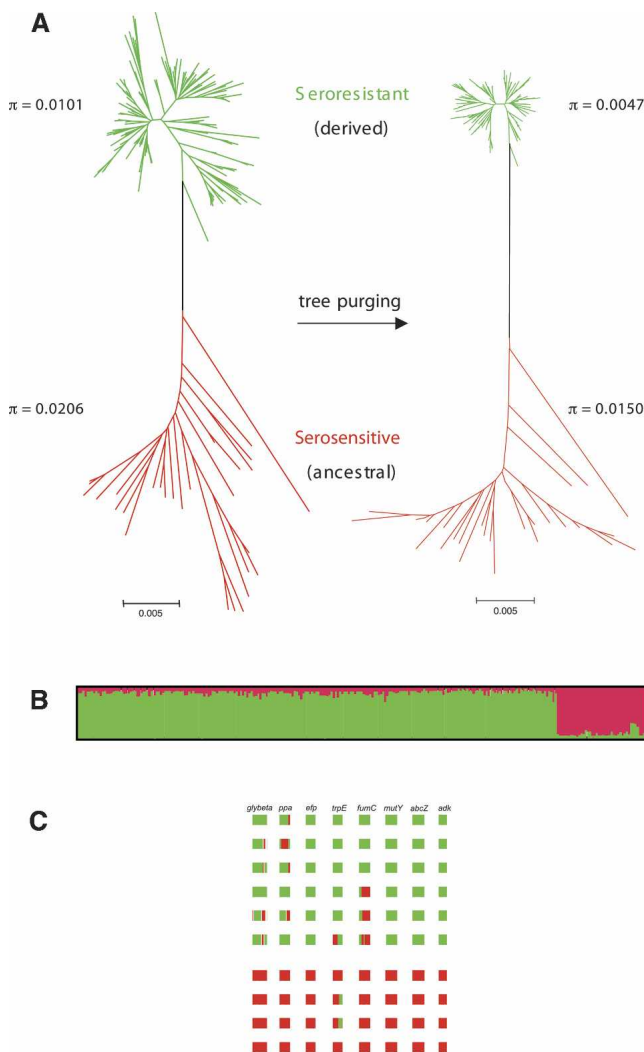 A
π = 0.0101
Seroresistant
(derived)
π = 0.0047
tree purging
π = 0.0206
Serosensitive
(ancestral)
π = 0.0150
0.005
0.005
B
C
glybeta ppa efp trpE fumC mutY abcZ adk